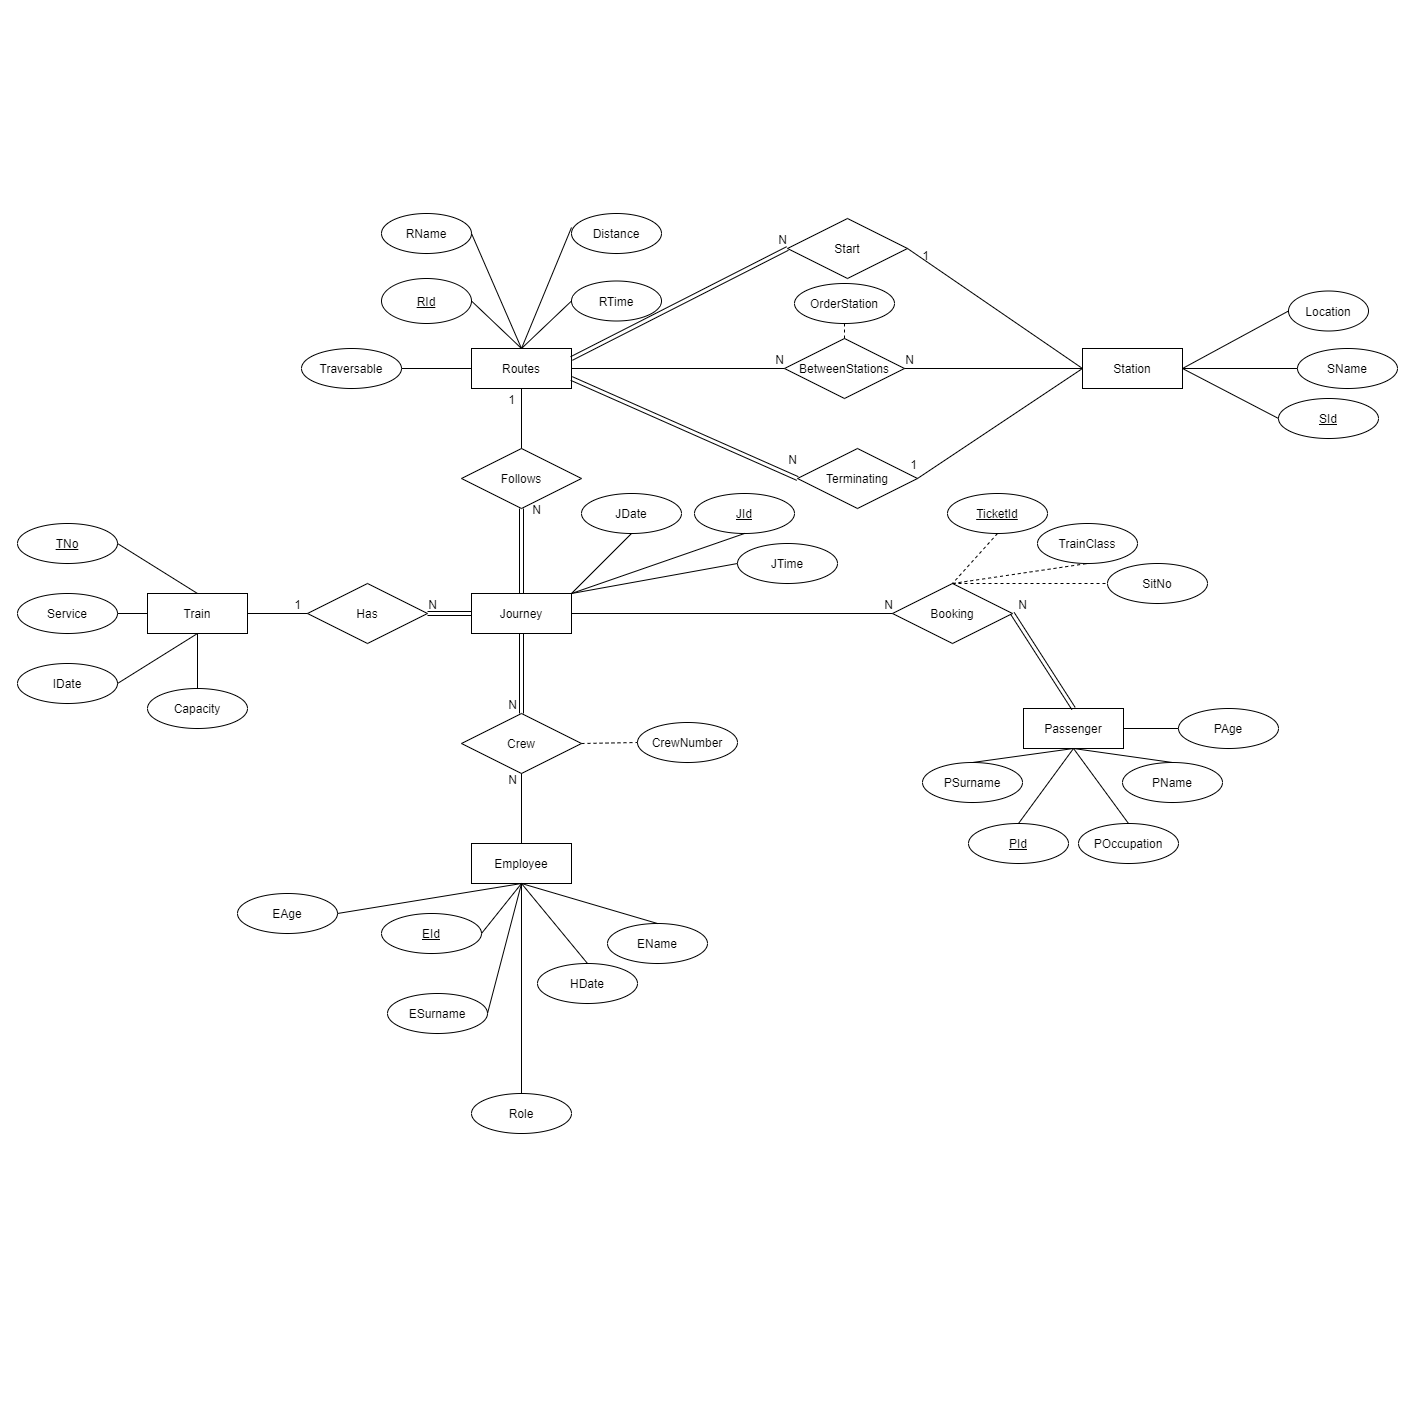 RName
Distance
N
Start
1
RId
RTime
OrderStation
Location
Traversable
Routes
N
BetweenStations
N
Station
SName
1
SId
N
1
Follows
Terminating
N
JDate
JId
TicketId
TNo
JTime
TrainClass
SitNo
Service
Train
1
Has
N
Journey
N
Booking
N
IDate
Capacity
N
Crew
CrewNumber
N
Passenger
PAge
PSurname
PName
PId
POccupation
Employee
EAge
EId
EName
HDate
ESurname
Role